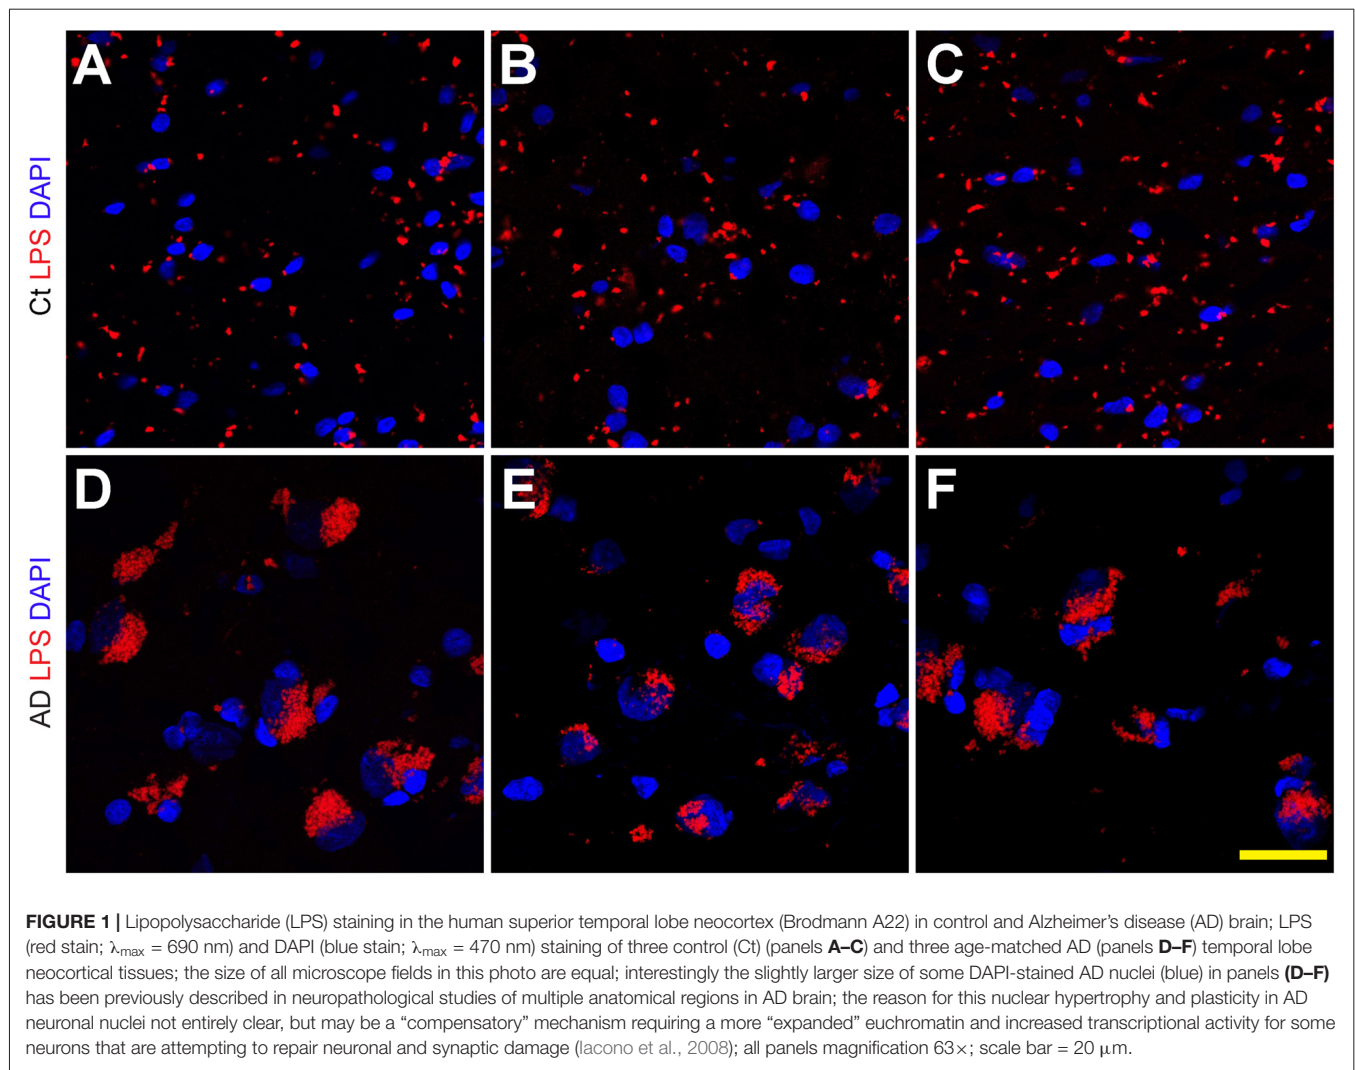 A
B
C
Ct LPS DAPI
D
E
F
AD LPS DAPI
FIGURE 1 | Lipopolysaccharide (LPS) staining in the human superior temporal lobe neocortex (Brodmann A22) in control and Alzheimer's disease (AD) brain; LPS
(red stain; λmax = 690 nm) and DAPI (blue stain; λmax = 470 nm) staining of three control (Ct) (panels A–C) and three age-matched AD (panels D–F) temporal lobe
neocortical tissues; the size of all microscope fields in this photo are equal; interestingly the slightly larger size of some DAPI-stained AD nuclei (blue) in panels (D–F)
has been previously described in neuropathological studies of multiple anatomical regions in AD brain; the reason for this nuclear hypertrophy and plasticity in AD
neuronal nuclei not entirely clear, but may be a “compensatory” mechanism requiring a more “expanded” euchromatin and increased transcriptional activity for some
neurons that are attempting to repair neuronal and synaptic damage (Iacono et al., 2008); all panels magnification 63×; scale bar = 20 μm.